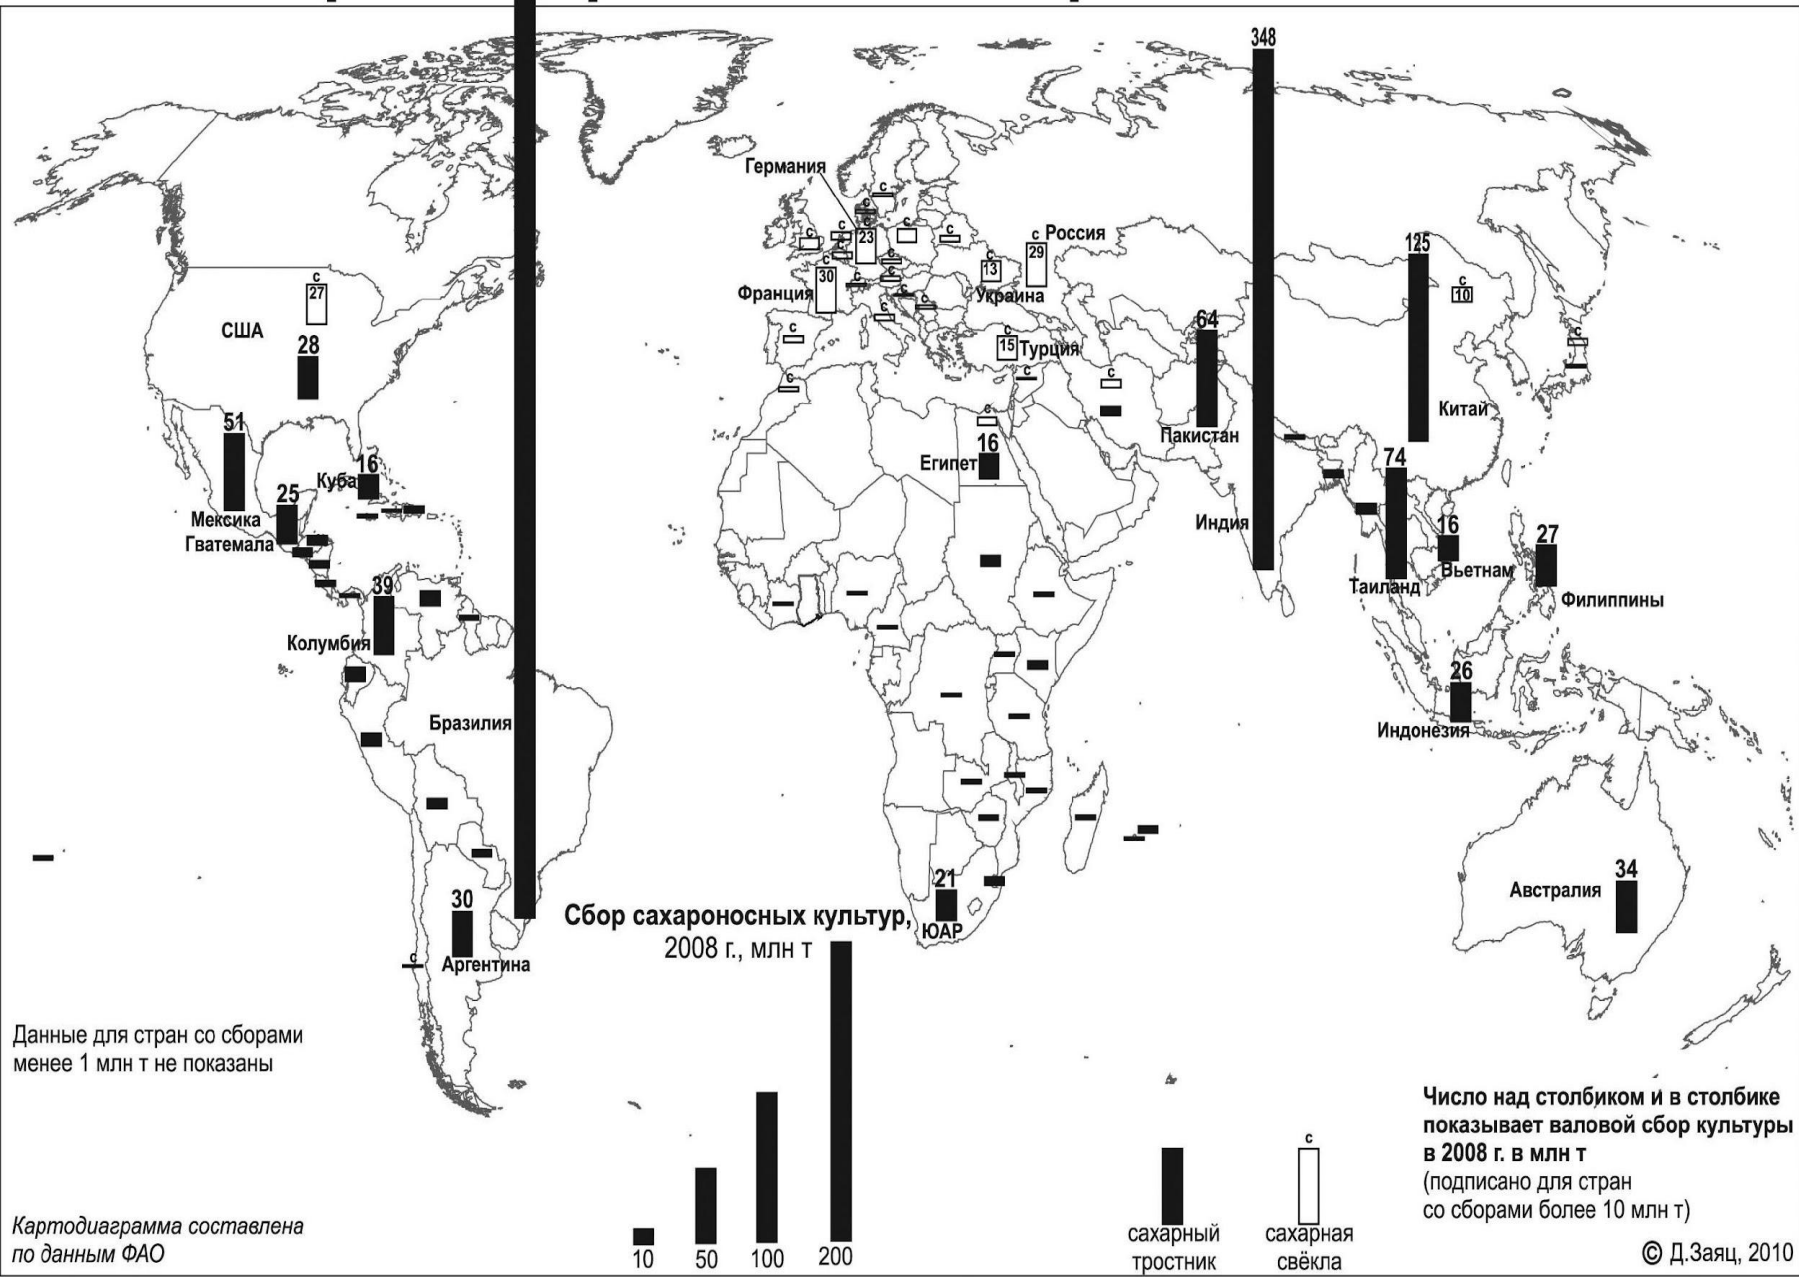 348
Германия
с
с
с
с
23
с
с
с
с
с
Россия
29
125
с
30
Франция
с
с
с
с
с
с
13
Украина
с
10
с
27
США
28
с
с
15
Турция
64
с
с
с
с
51
Китай
Пакистан
с
16
Египет
Куба
16
74
25
Мексика
Гватемала
Индия
16
Вьетнам
27
Таиланд
Филиппины
39
Колумбия
26
Индонезия
Бразилия
21
ЮАР
34
Австралия
30
Аргентина
с
Сбор сахароносных культур,
2008 г., млн т
Данные для стран со сборами
менее 1 млн т не показаны
Картодиаграмма составлена
по данным ФАО
10
50
100
200
сахарный
тростник
с
сахарная
свёкла
Число над столбиком и в столбике
показывает валовой сбор культуры
в 2008 г. в млн т
(подписано для стран
со сборами более 10 млн т)
© Д.Заяц, 2010